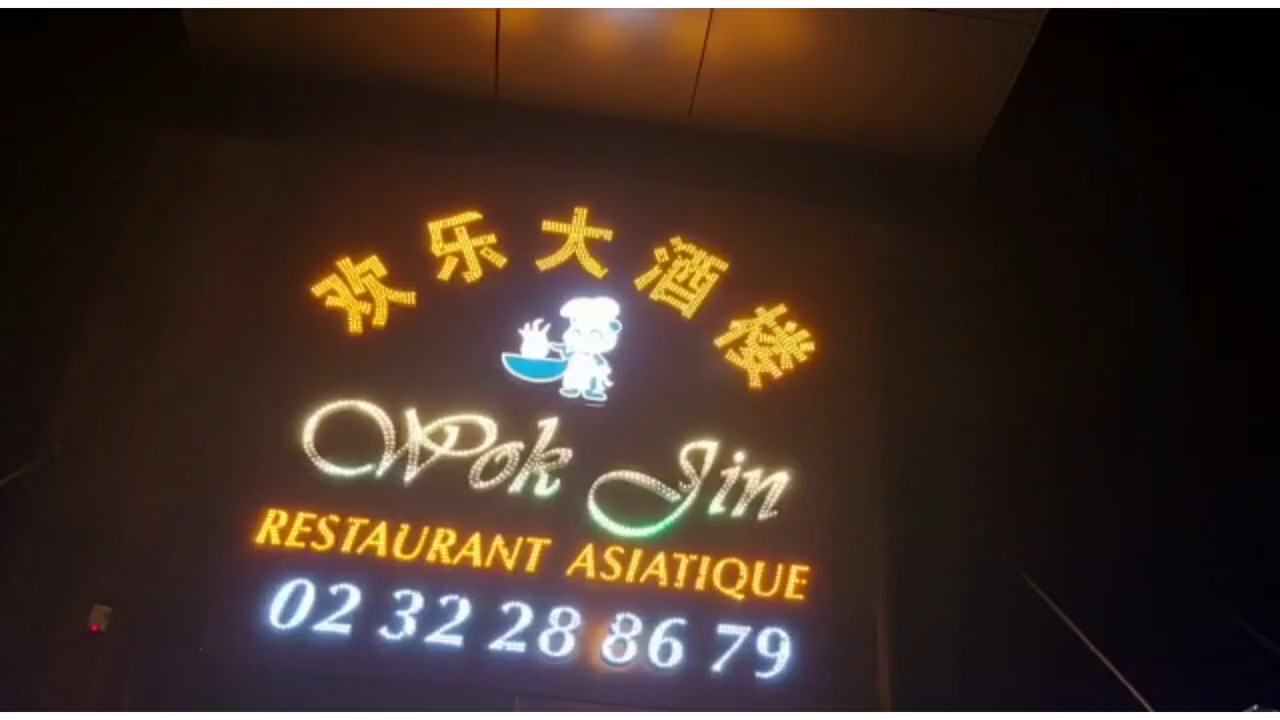 欢乐大酒楼
Wok Jin
RESTAURANT ASIATIQUE
02 32 28 86 79